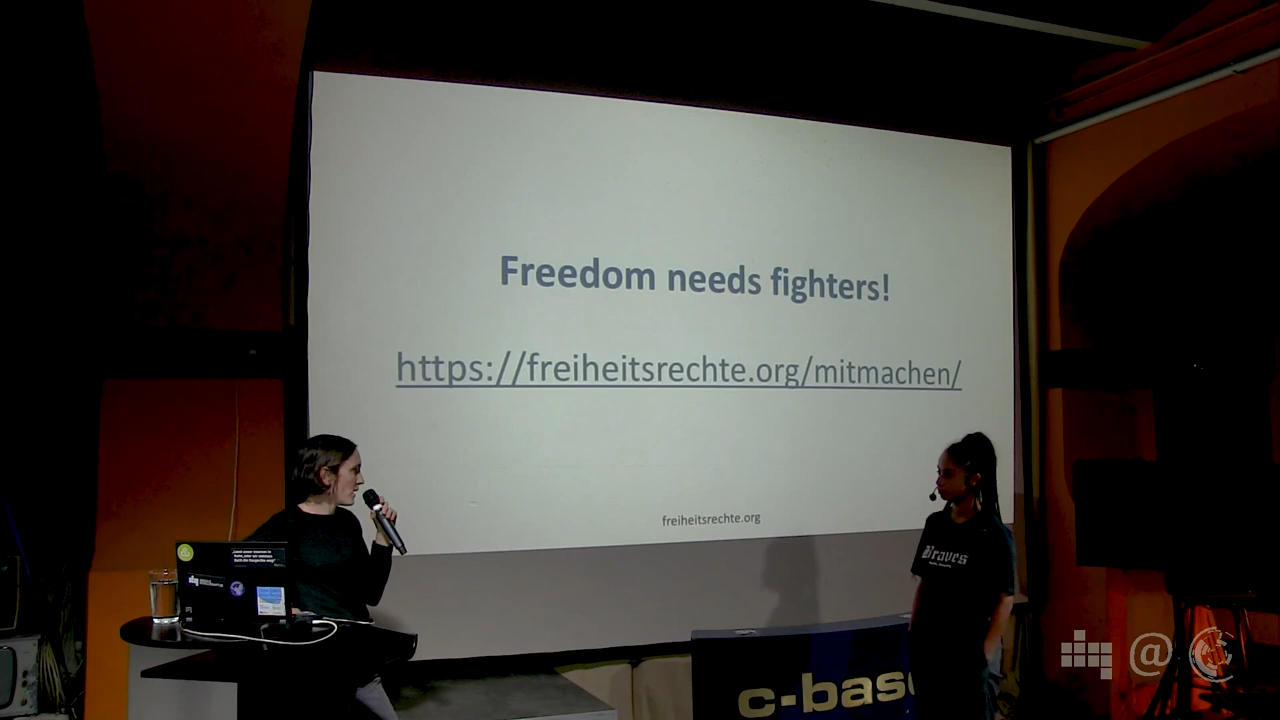 Freedom needs fighters!
https://freiheitsrechte.org/mitmachen/
freiheitsrechte.org
Braves
c-base
@